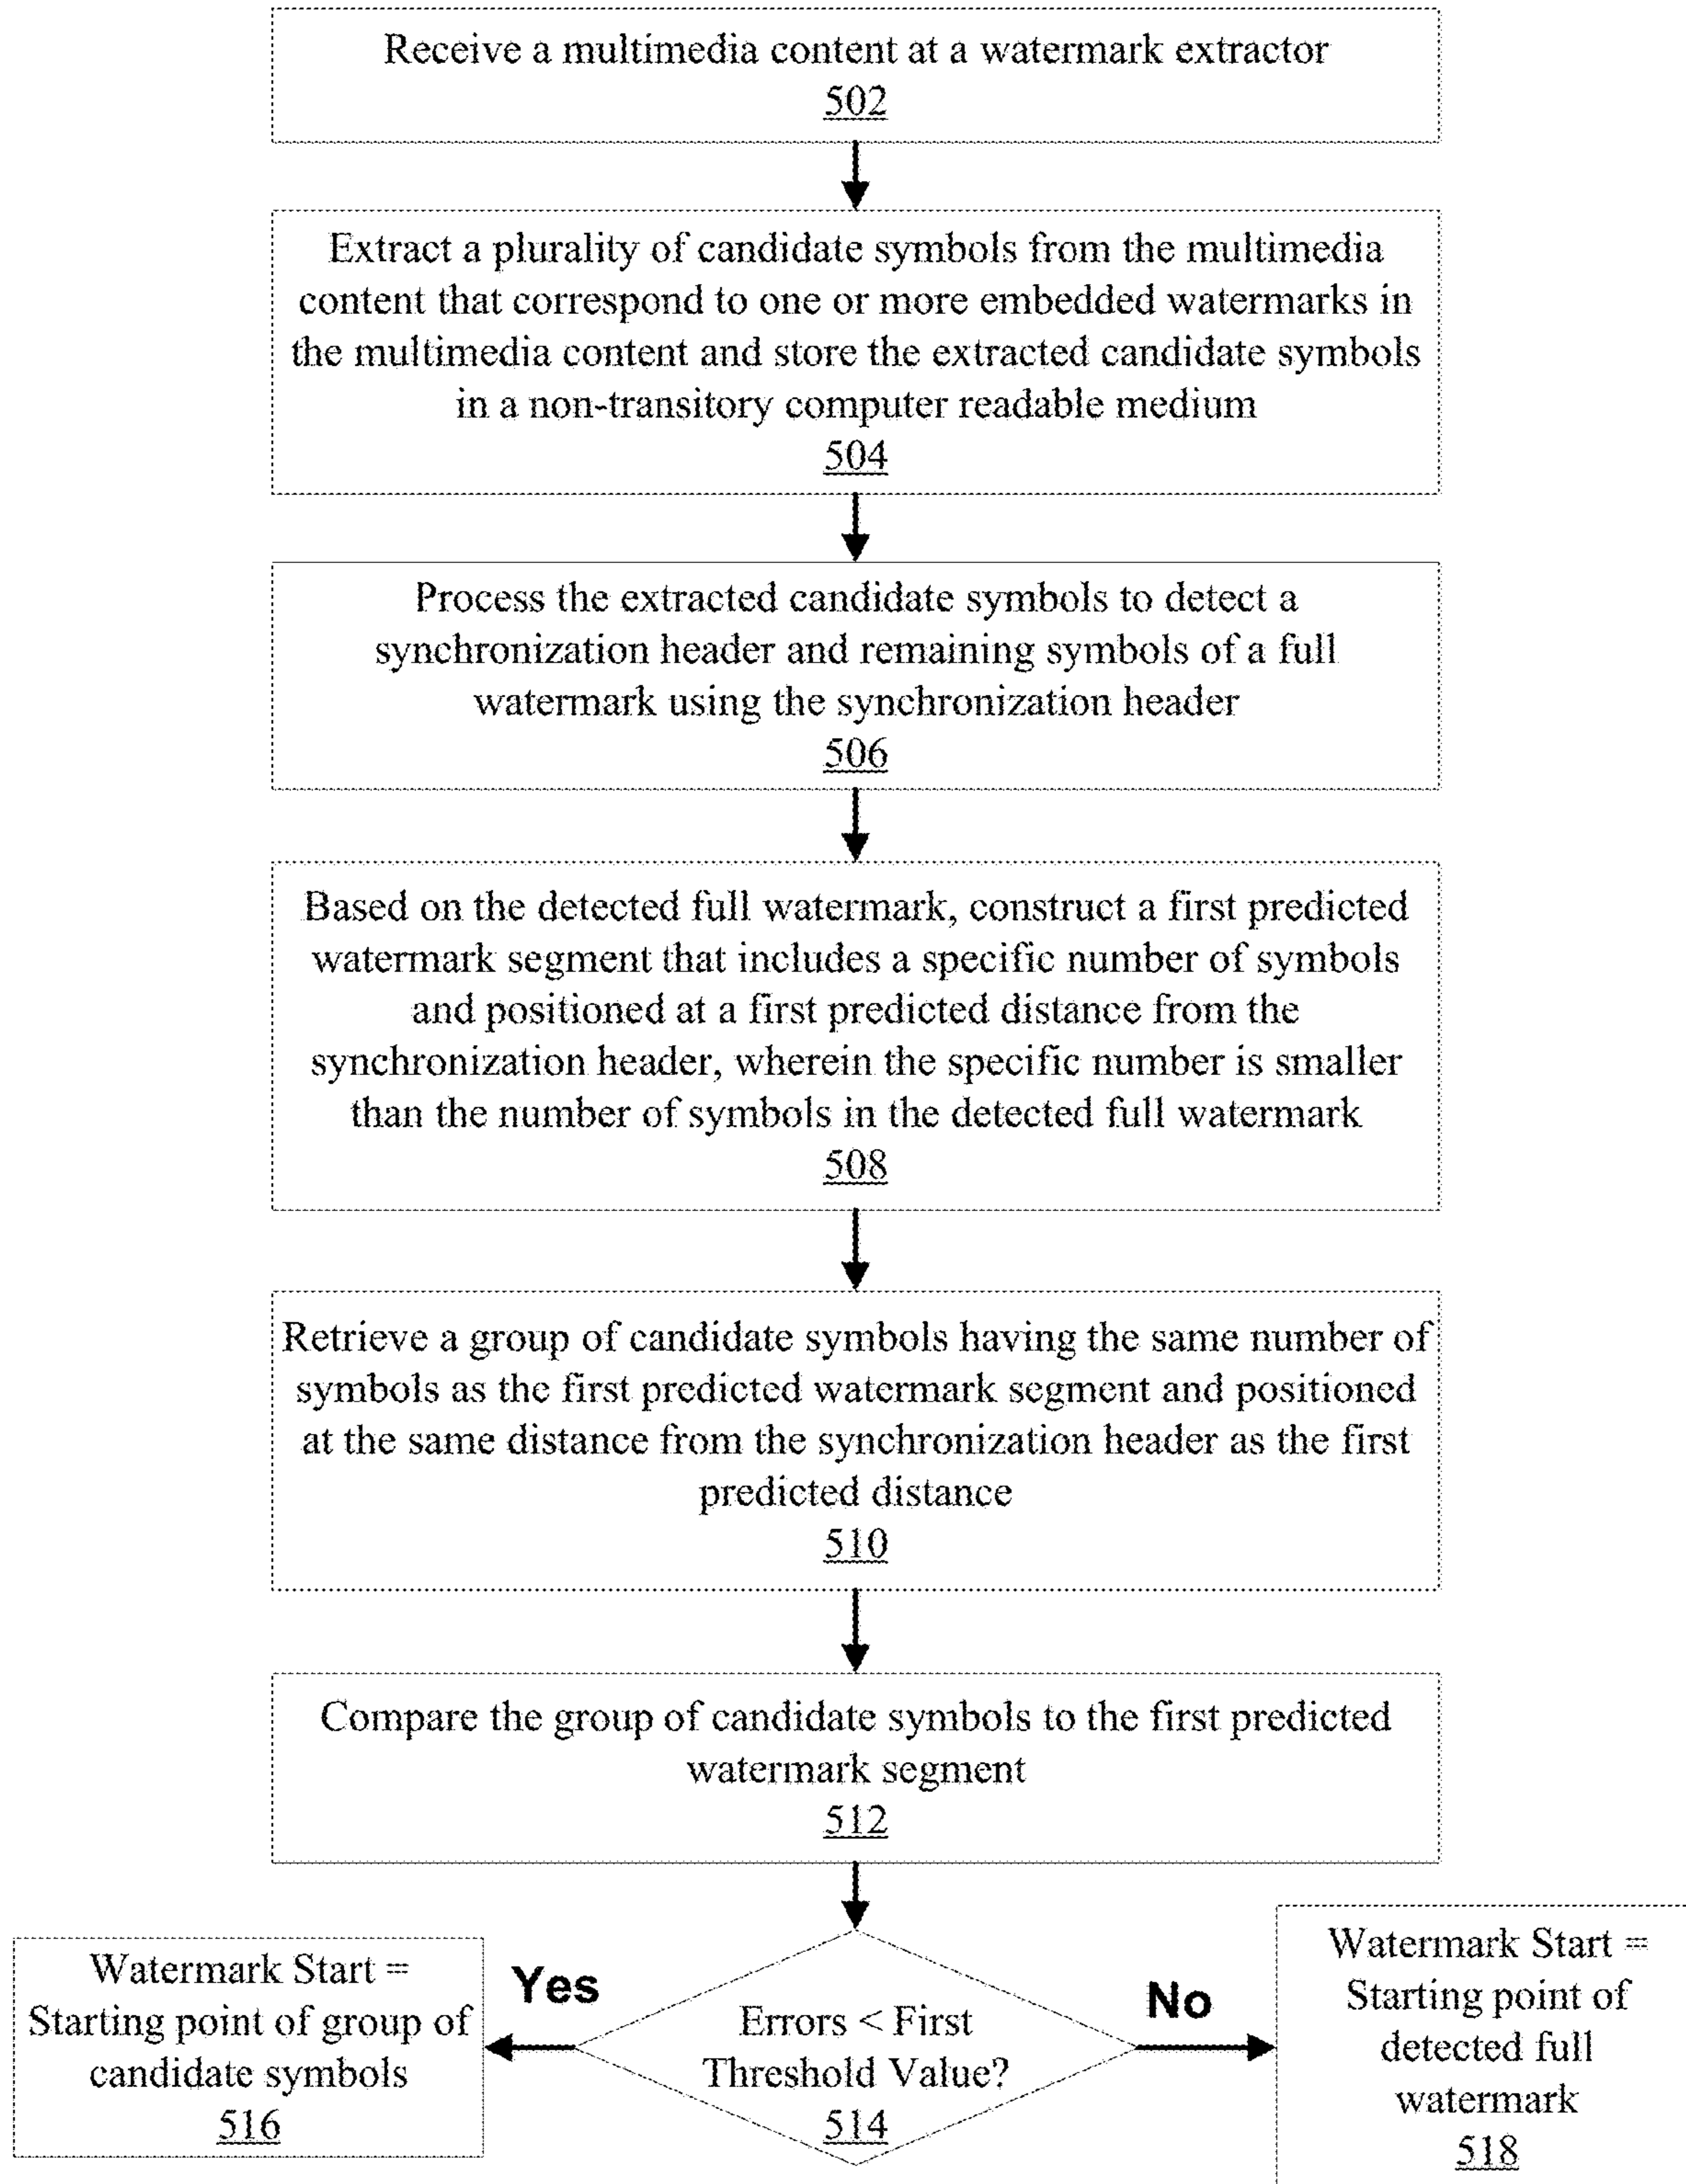 Receive a multimedia content at a watermark extractor
502
Extract a plurality of candidate symbols from the multimedia
content that correspond to one or more embedded watermarks in
the multimedia content and store the extracted candidate symbols
in a non-transitory computer readable medium
504
Process the extracted candidate symbols to detect a
synchronization header and remaining symbols of a full
watermark using the synchronization header
506
Based on the detected full watermark, construct a first predicted
watermark segment that includes a specific number of symbols
and positioned at a first predicted distance from the
synchronization header, wherein the specific number is smaller
than the number of symbols in the detected full watermark
508
Retrieve a group of candidate symbols having the same number of
symbols as the first predicted watermark segment and positioned
at the same distance from the synchronization header as the first
predicted distance
510
Compare the group of candidate symbols to the first predicted
watermark segment
512
Watermark Start =
Starting point of group of
candidate symbols
516
Yes
Errors < First
Threshold Value?
514
No
Watermark Start =
Starting point of
detected full
watermark
518